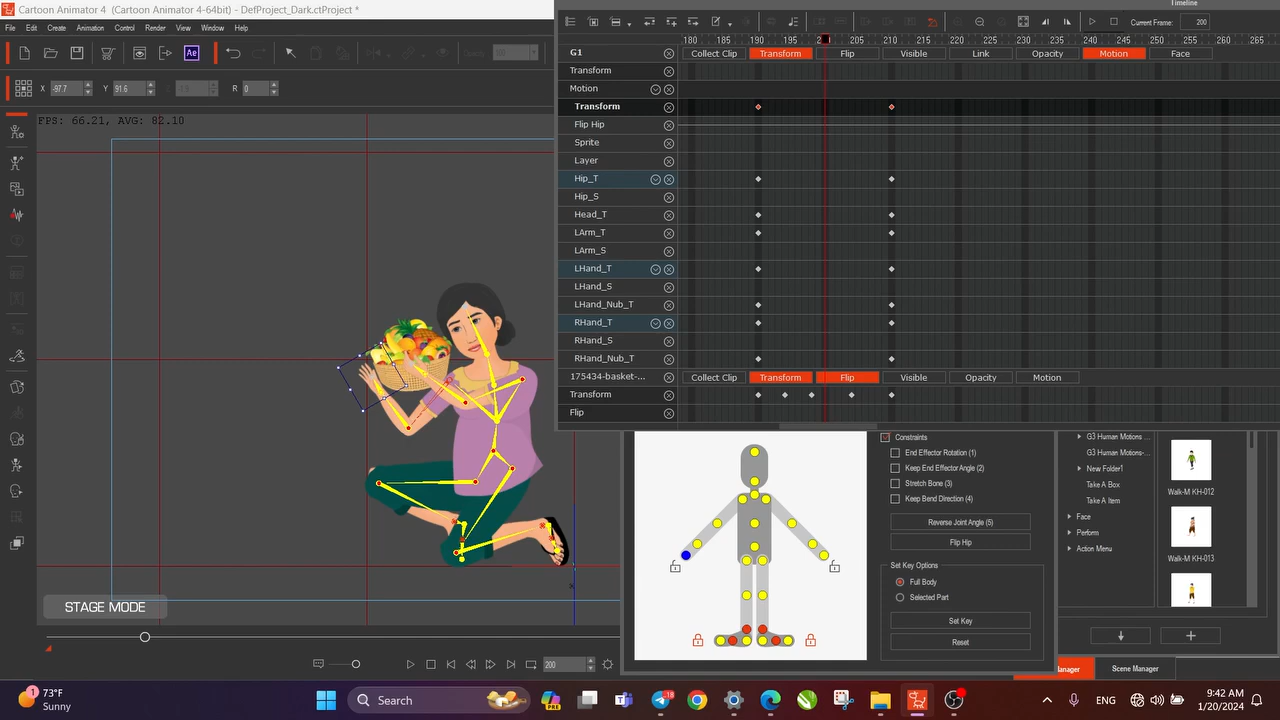 Cartoon Animator 4 (Cartoon Animator 4-64bit) - DefProject_Dark.ctProject *
Timeline
File Edit Create Animation Control Render View Window Help
Current Frame: 200
Ae
X -97.7 Y 91.6 R 0
180 185 190 195 205 210 215 220 225 230 235 240 245 250 255 260 265
G1 Collect Clip Transform Flip Visible Link Opacity Motion Face
Transform
Motion
Transform
Flip Hip
Sprite
Layer
Hip_T
Hip_S
Head_T
LArm_T
LArm_S
LHand_T
LHand_S
LHand_Nub_T
RHand_T
RHand_S
RHand_Nub_T
175434-basket-... Collect Clip Transform Flip Visible Opacity Motion
Transform
Flip
FPS: 66.21, AVG: 82.10
STAGE MODE
200
Constraints
End Effector Rotation (1)
Keep End Effector Angle (2)
Stretch Bone (3)
Keep Bend Direction (4)
Reverse Joint Angle (5)
Flip Hip
Set Key Options
Full Body
Selected Part
Set Key
Reset
G3 Human Motions ...
G3 Human Motions-...
New Folder1
Take A Box
Take A Item
Face
Perform
Action Menu
Walk-M KH-012
Walk-M KH-013
Scene Manager
1
73°F
Sunny
Search
PRE
ENG
9:42 AM
1/20/2024